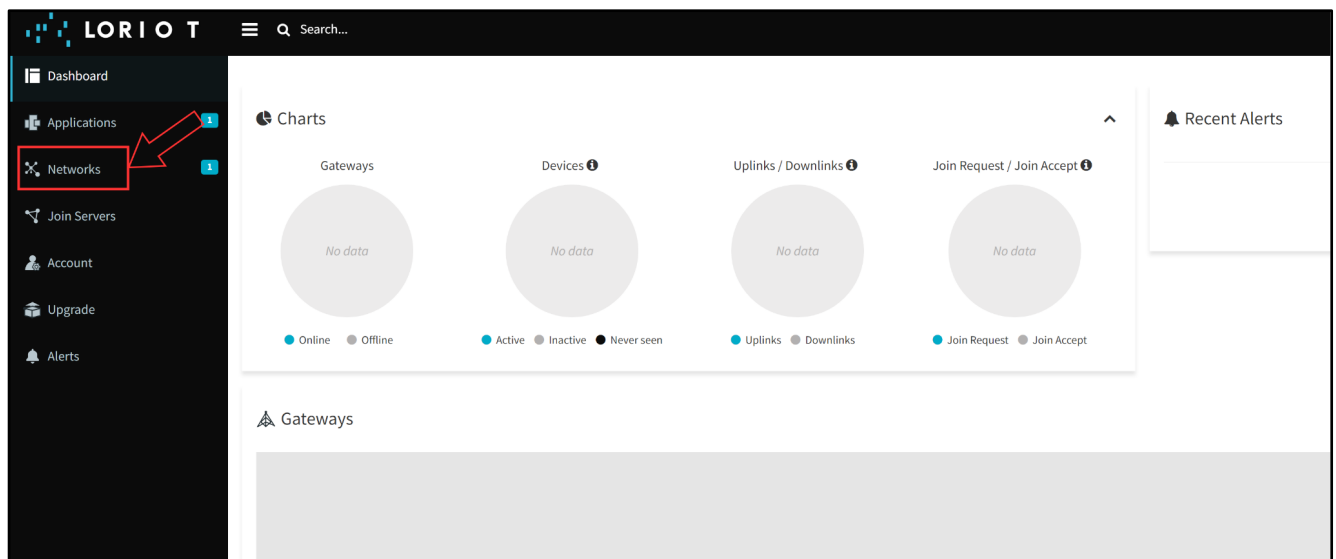 LORIOT
Search...
Dashboard
Applications 1
Networks 1
Join Servers
Account
Upgrade
Alerts
Charts
Gateways
No data
Online Offline
Devices
No data
Active Inactive Never seen
Uplinks / Downlinks
No data
Uplinks Downlinks
Join Request / Join Accept
No data
Join Request Join Accept
Recent Alerts
Gateways